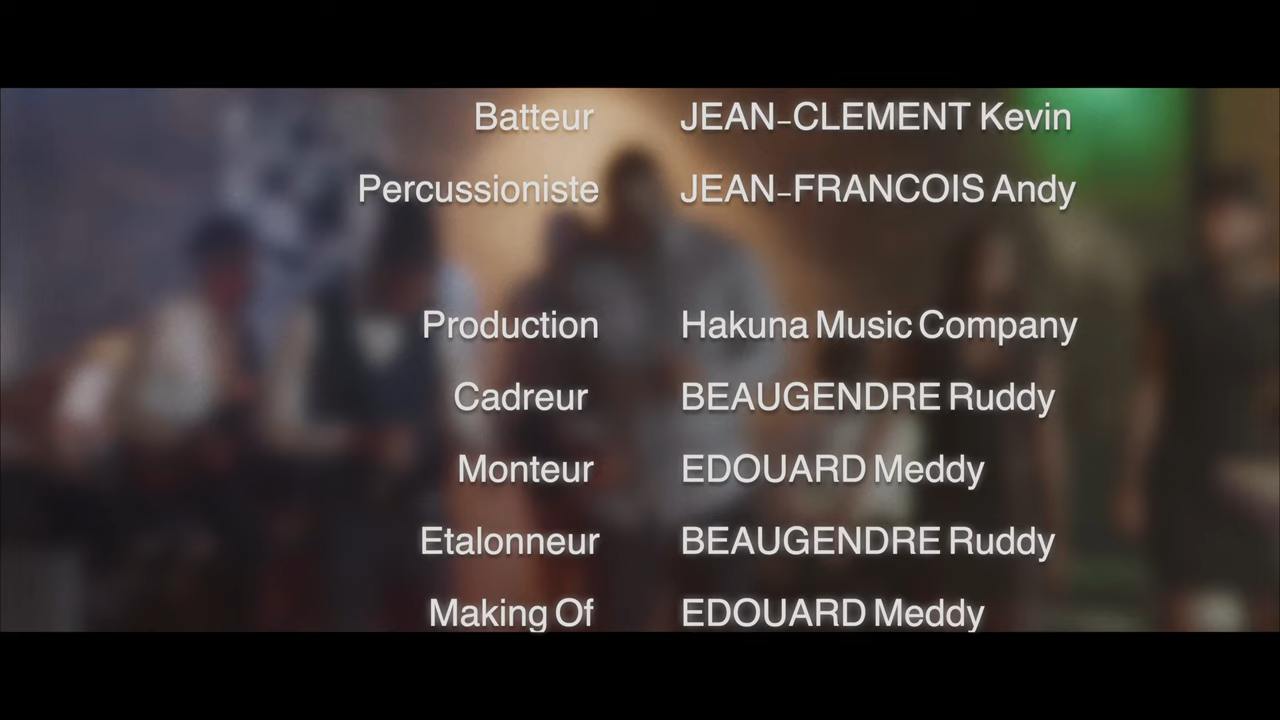 Batteur JEAN-CLEMENT Kevin
Percussioniste JEAN-FRANCOIS Andy
Production Hakuna Music Company
Cadreur BEAUGENDRE Ruddy
Monteur EDOUARD Meddy
Etalonneur BEAUGENDRE Ruddy
Making Of EDOUARD Meddy